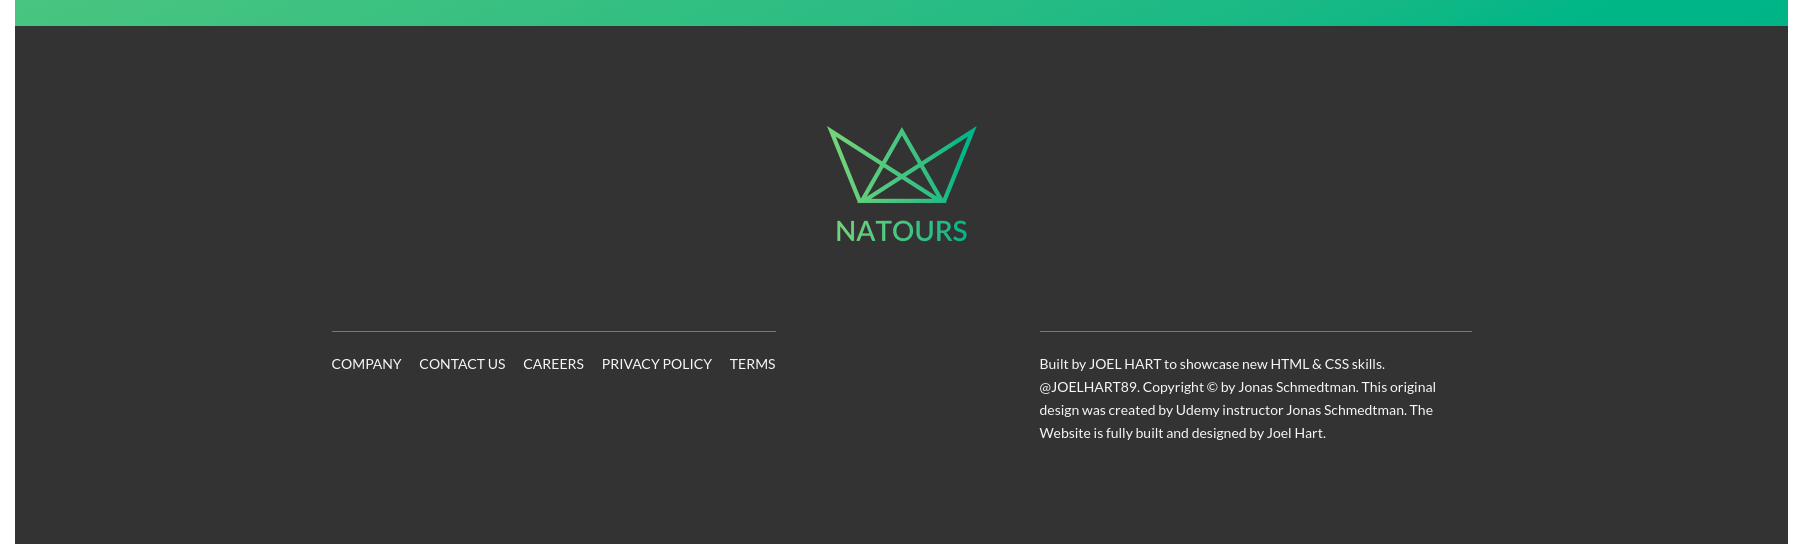 NATOURS
COMPANY CONTACT US CAREERS PRIVACY POLICY TERMS
Built by JOEL HART to showcase new HTML & CSS skills.
@JOELHART89. Copyright © by Jonas Schmedtman. This original
design was created by Udemy instructor Jonas Schmedtman. The
Website is fully built and designed by Joel Hart.